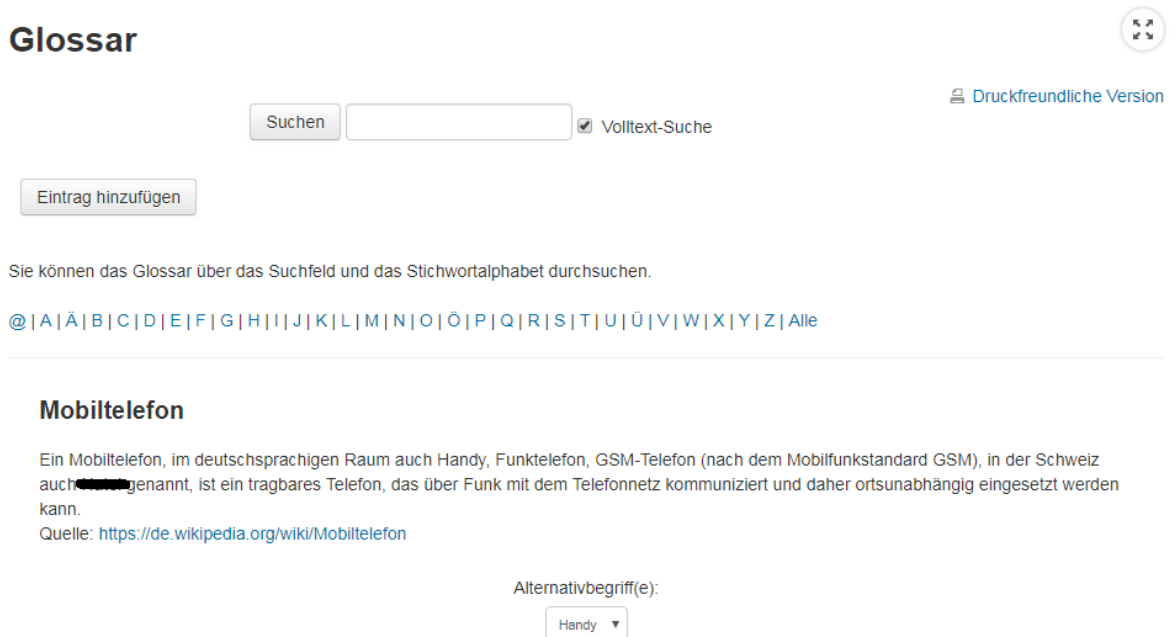 Glossar
Druckfreundliche Version
Suchen
Volltext-Suche
Eintrag hinzufügen
Sie können das Glossar über das Suchfeld und das Stichwortalphabet durchsuchen.
@ | A | Ä | B | C | D | E | F | G | H | I | J | K | L | M | N | O | Ö | P | Q | R | S | T | U | Ü | V | W | X | Y | Z | Alle
Mobiltelefon
Ein Mobiltelefon, im deutschsprachigen Raum auch Handy, Funktelefon, GSM-Telefon (nach dem Mobilfunkstandard GSM), in der Schweiz
auch genannt, ist ein tragbares Telefon, das über Funk mit dem Telefonnetz kommuniziert und daher ortsunabhängig eingesetzt werden
kann.
Quelle: https://de.wikipedia.org/wiki/Mobiltelefon
Alternativbegriff(e):
Handy